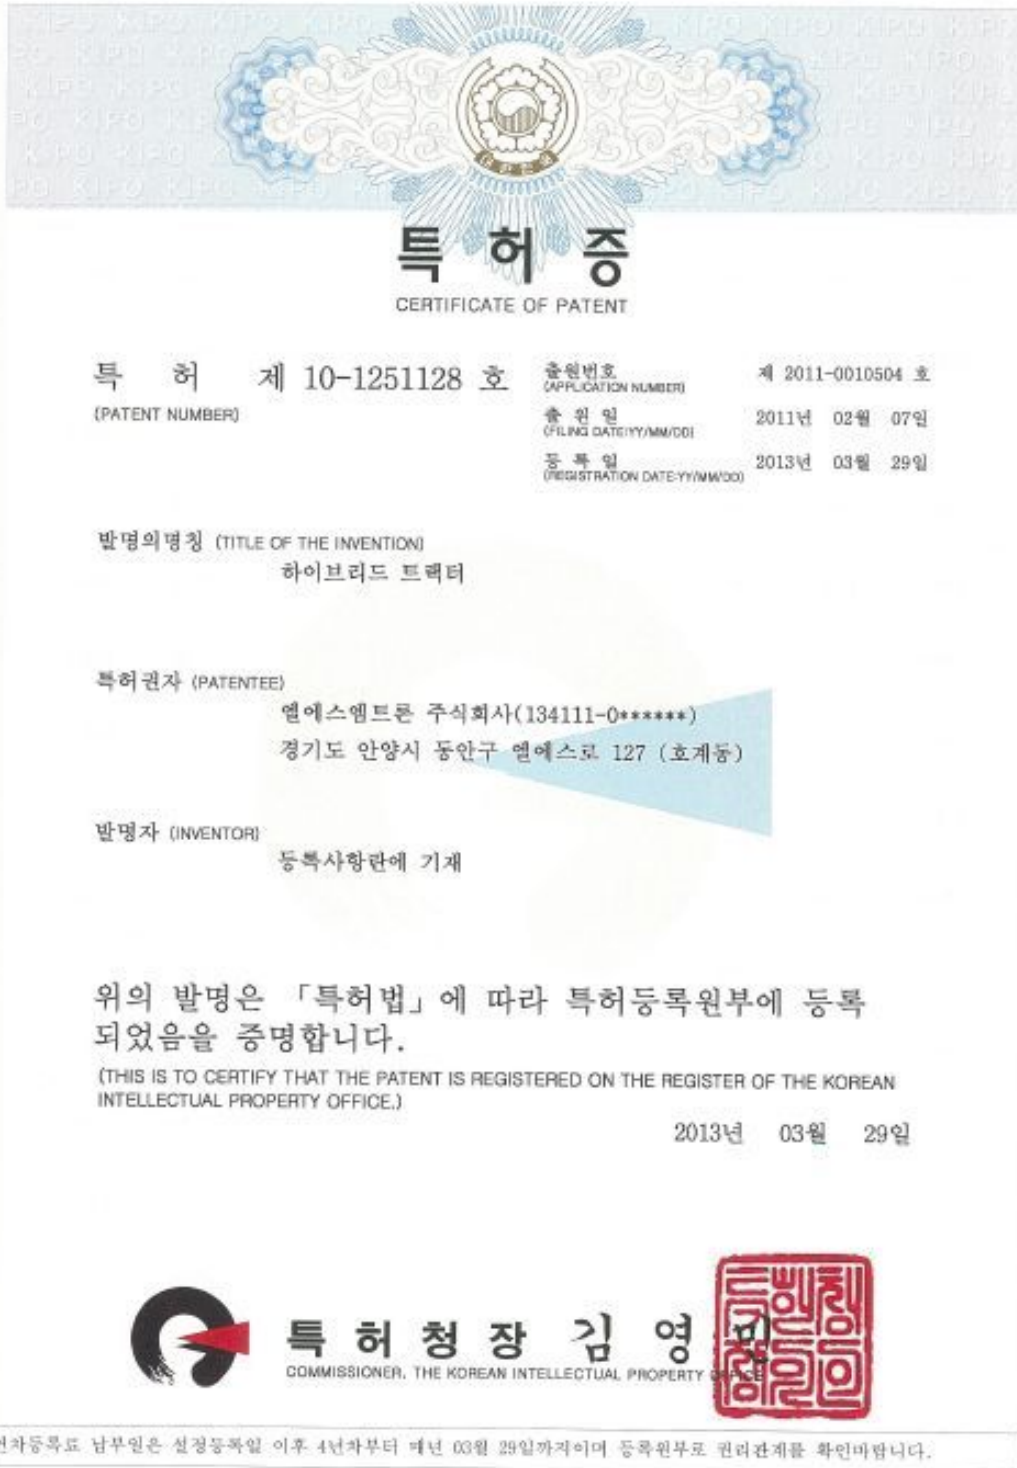 특 허 증
CERTIFICATE OF PATENT
특 허 제 10-1251128 호
(PATENT NUMBER)
출원번호 제 2011-0010504 호
(APPLICATION NUMBER)
출 원 일 2011년 02월 07일
(FILING DATE:YY/MM/DD)
등 록 일 2013년 03월 29일
(REGISTRATION DATE:YY/MM/DD)
발명의명칭 (TITLE OF THE INVENTION)
하이브리드 트랙터
특허권자 (PATENTEE)
엘에스엠트론 주식회사(134111-0******)
경기도 안양시 동안구 엘에스로 127 (호계동)
발명자 (INVENTOR)
등록사항란에 기재
위의 발명은 「특허법」에 따라 특허등록원부에 등록
되었음을 증명합니다.
(THIS IS TO CERTIFY THAT THE PATENT IS REGISTERED ON THE REGISTER OF THE KOREAN
INTELLECTUAL PROPERTY OFFICE.)
2013년 03월 29일
특 허 청 장 김 영 민
COMMISSIONER, THE KOREAN INTELLECTUAL PROPERTY OFFICE
연차등록료 납부일은 설정등록일 이후 4년차부터 매년 03월 29일까지이며 등록원부로 권리관계를 확인바랍니다.